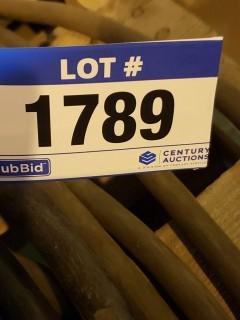 LOT #
1789
ubBid
CENTURY
AUCTIONS